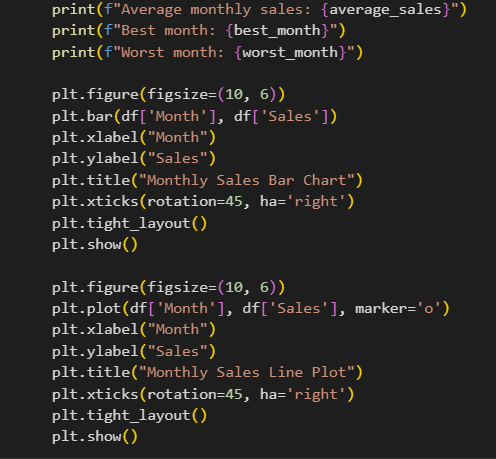 print(f"Average monthly sales: {average_sales}")
print(f"Best month: {best_month}")
print(f"Worst month: {worst_month}")
plt.figure(figsize=(10, 6))
plt.bar(df['Month'], df['Sales'])
plt.xlabel("Month")
plt.ylabel("Sales")
plt.title("Monthly Sales Bar Chart")
plt.xticks(rotation=45, ha='right')
plt.tight_layout()
plt.show()
plt.figure(figsize=(10, 6))
plt.plot(df['Month'], df['Sales'], marker='o')
plt.xlabel("Month")
plt.ylabel("Sales")
plt.title("Monthly Sales Line Plot")
plt.xticks(rotation=45, ha='right')
plt.tight_layout()
plt.show()